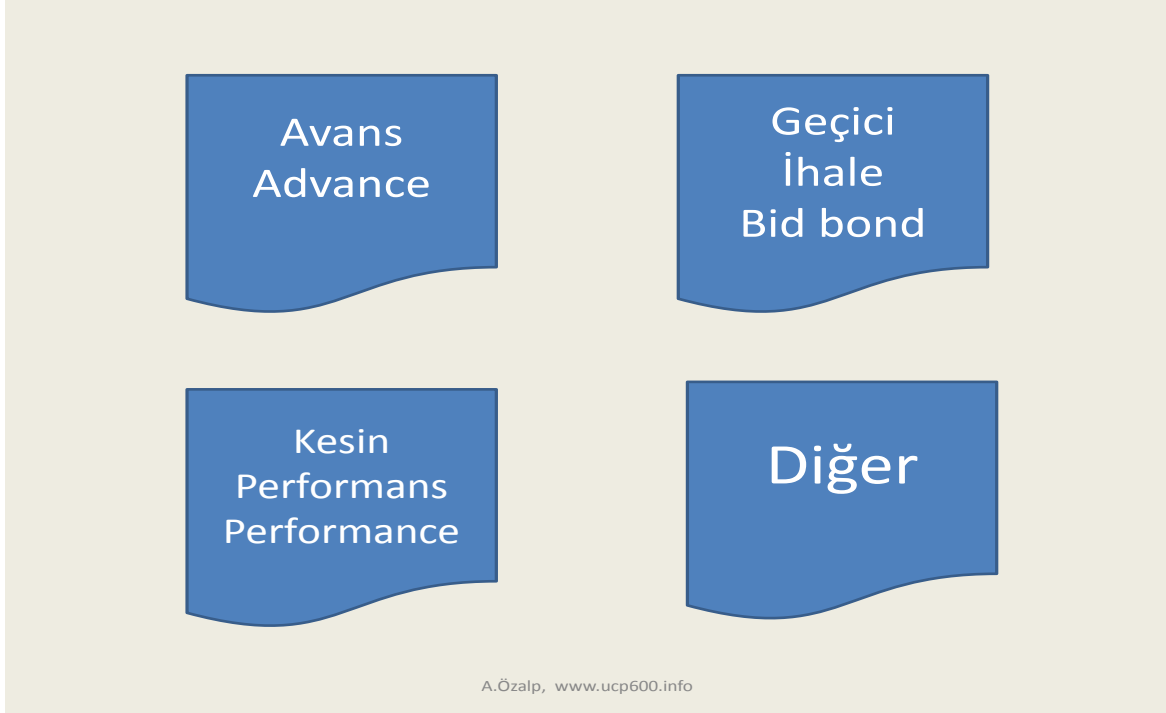 Avans
Advance
Geçici
İhale
Bid bond
Kesin
Performans
Performance
Diğer
A.Özalp, www.ucp600.info